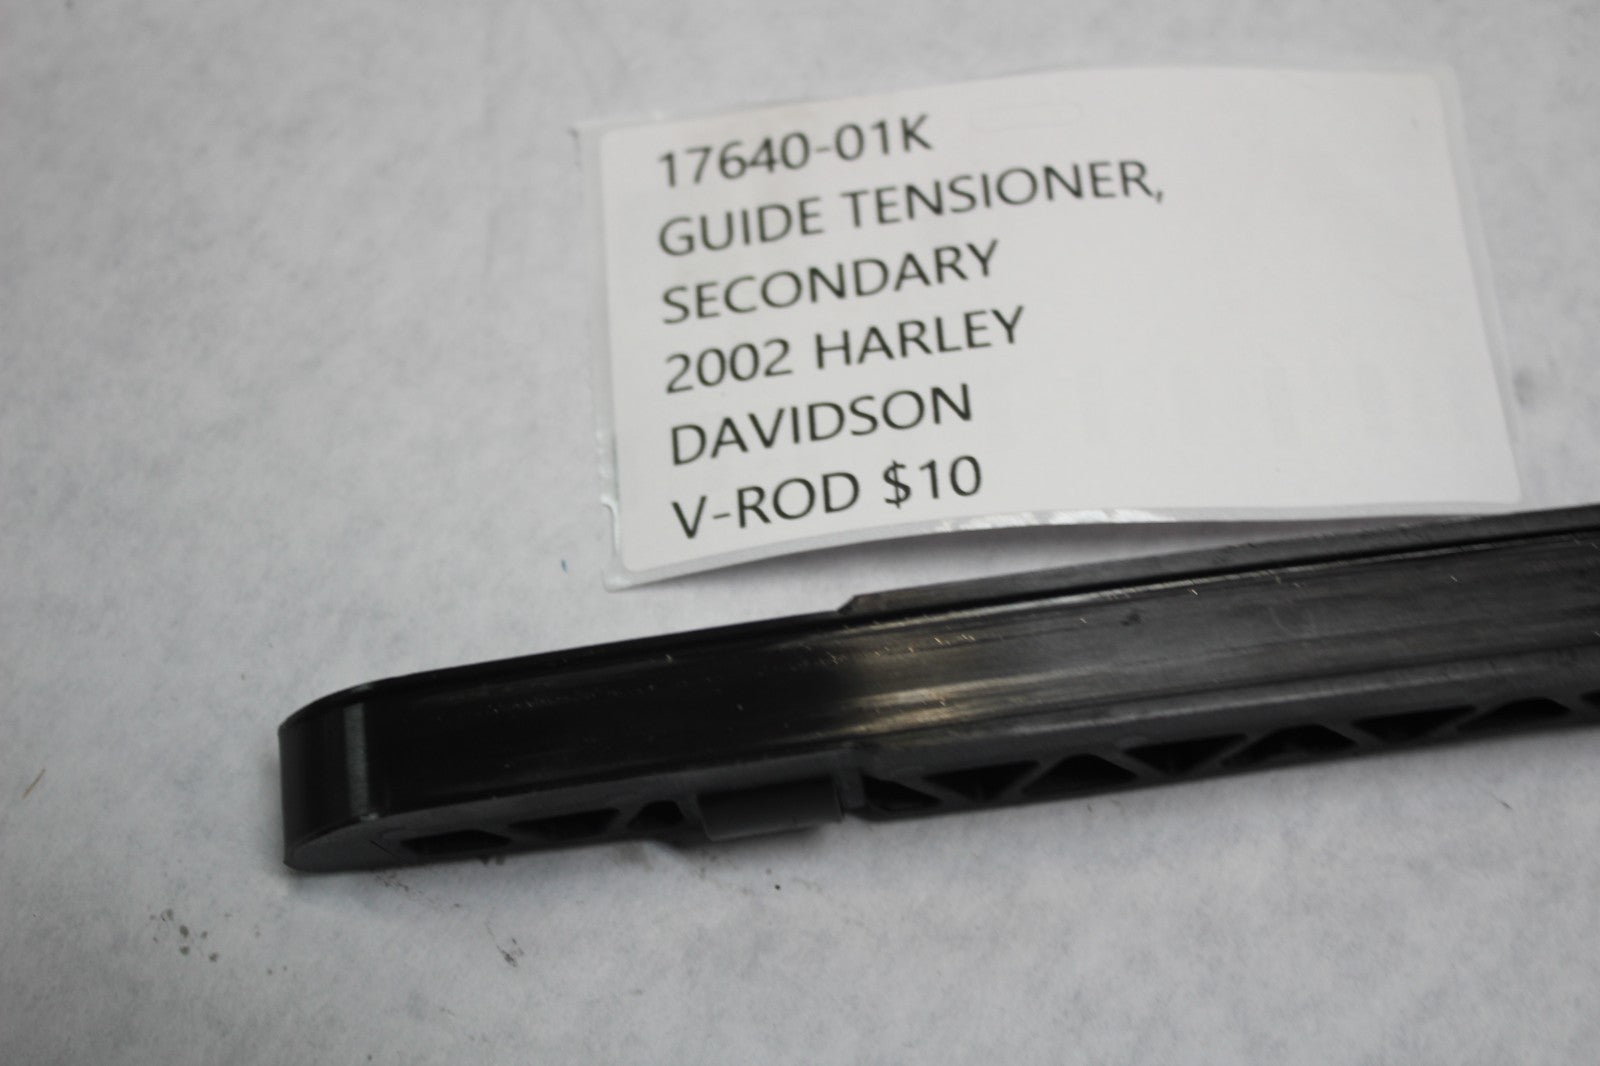 17640-01K
GUIDE TENSIONER,
SECONDARY
2002 HARLEY
DAVIDSON
V-ROD $10